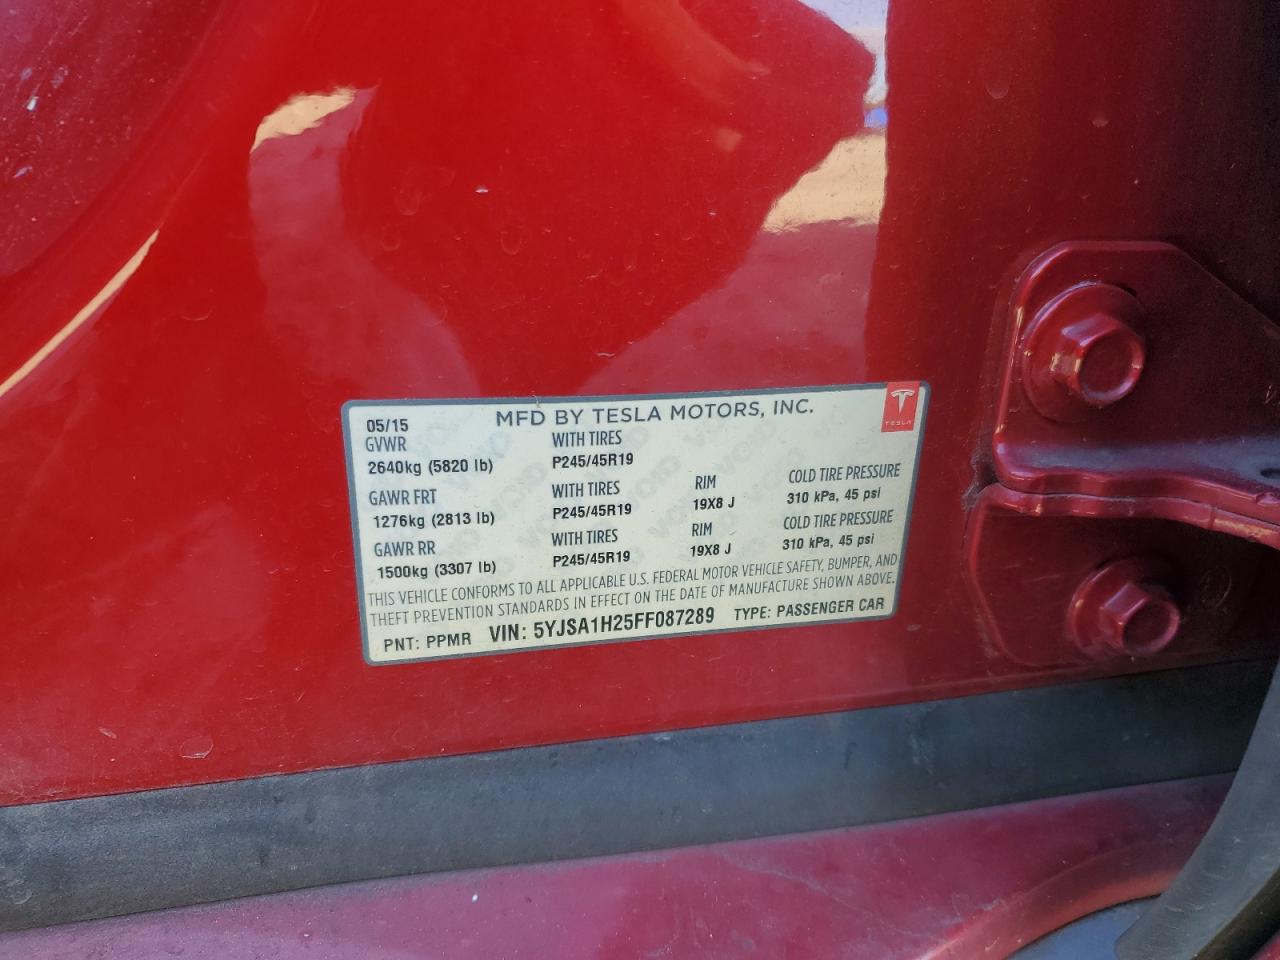 05/15 MFD BY TESLA MOTORS, INC. TESLA
GVWR WITH TIRES
2640kg (5820 lb) P245/45R19
GAWR FRT WITH TIRES RIM COLD TIRE PRESSURE
1276kg (2813 lb) P245/45R19 19X8 J 310 kPa, 45 psi
GAWR RR WITH TIRES RIM COLD TIRE PRESSURE
1500kg (3307 lb) P245/45R19 19X8 J 310 kPa, 45 psi
THIS VEHICLE CONFORMS TO ALL APPLICABLE U.S. FEDERAL MOTOR VEHICLE SAFETY, BUMPER, AND
THEFT PREVENTION STANDARDS IN EFFECT ON THE DATE OF MANUFACTURE SHOWN ABOVE.
PNT: PPMR VIN: 5YJSA1H25FF087289 TYPE: PASSENGER CAR